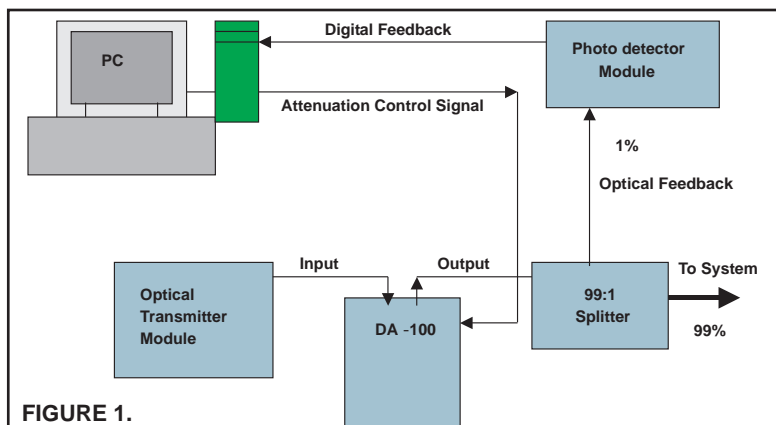 Digital Feedback
PC
Photo detector
Module
Attenuation Control Signal
1%
Optical Feedback
Input
Output
To System
Optical
Transmitter
Module
99:1
Splitter
DA -100
99%
FIGURE 1.